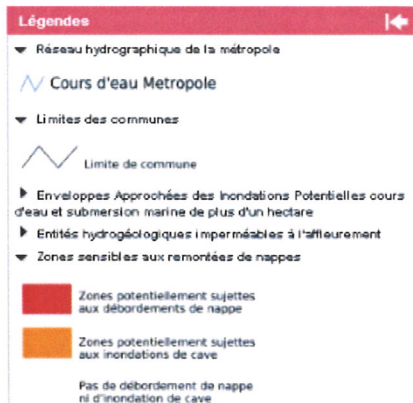 Légendes
Réseau hydrographique de la métropole
Cours d'eau Metropole
Limites des communes
Limite de commune
Enveloppes Approchées des Inondations Potentielles cours
d'eau et submersion marine de plus d'un hectare
Entités hydrogéologiques imperméables à l'affleurement
Zones sensibles aux remontées de nappes
Zones potentiellement sujettes
aux débordements de nappe
Zones potentiellement sujettes
aux inondations de cave
Pas de débordement de nappe
ni d'inondation de cave